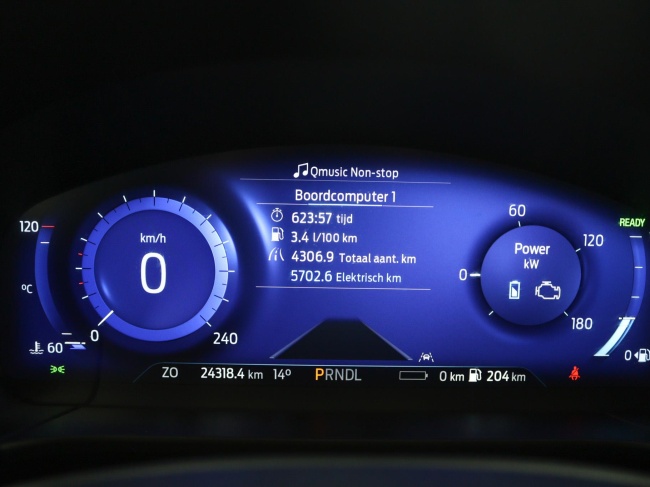 Qmusic Non-stop
Boordcomputer 1
623:57 tijd
3.4 l/100 km
4306.9 Totaal aant. km
5702.6 Elektrisch km
120
°C
60
km/h
0
0
240
60
120
READY
Power
kW
0
180
0
ZO 24318.4 km 14° PRNDL 0 km 204 km